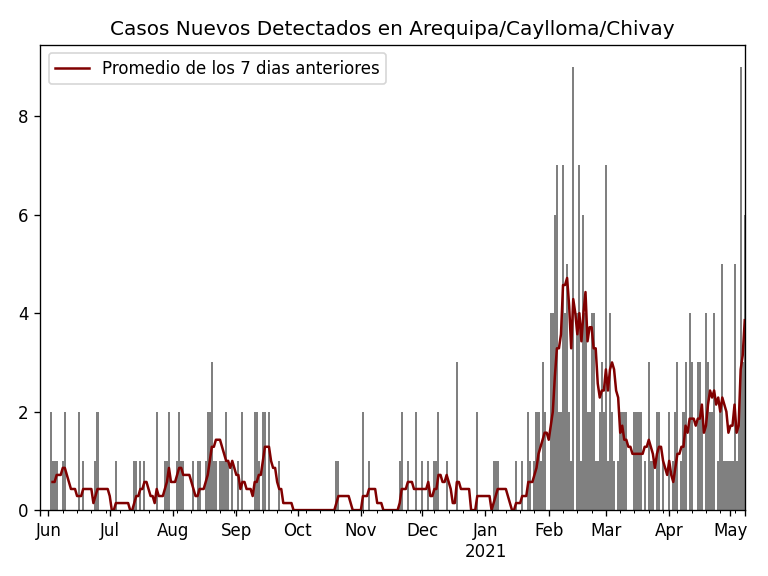 Casos Nuevos Detectados en Arequipa/Caylloma/Chivay
Promedio de los 7 dias anteriores
8
6
4
2
0
Jun Jul Aug Sep Oct Nov Dec Jan Feb Mar Apr May
2021